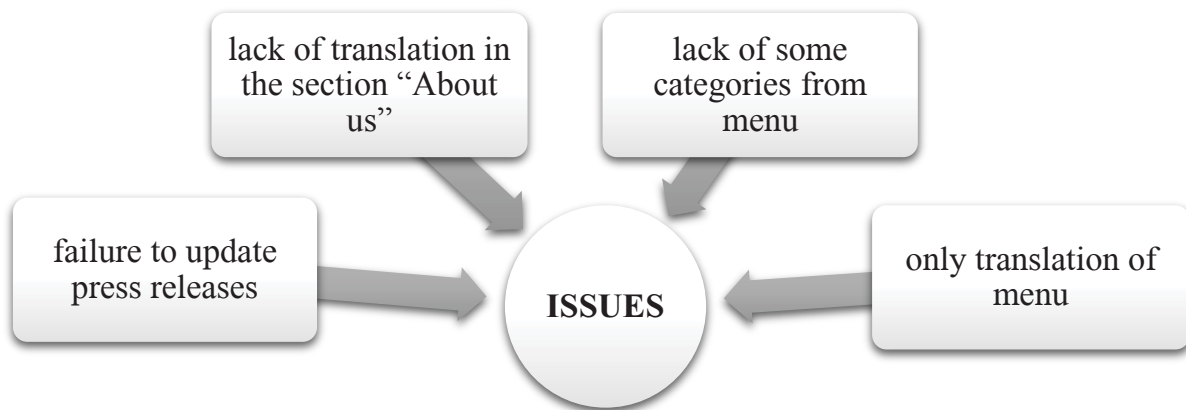 lack of translation in
the section “About
us”
lack of some
categories from
menu
failure to update
press releases
ISSUES
only translation of
menu